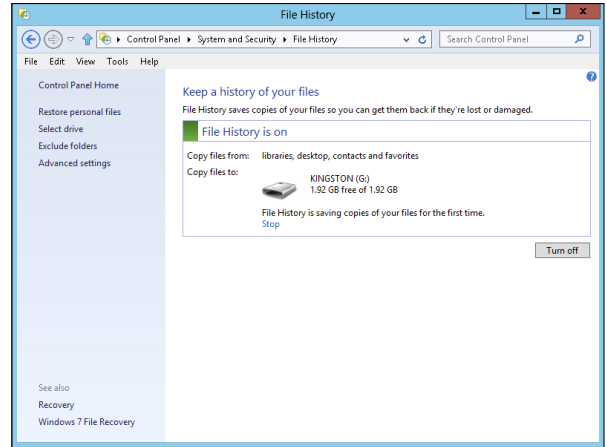 File History
Control Panel ▸ System and Security ▸ File History
Search Control Panel
File Edit View Tools Help
Control Panel Home
Restore personal files
Select drive
Exclude folders
Advanced settings
Keep a history of your files
File History saves copies of your files so you can get them back if they're lost or damaged.
File History is on
Copy files from: libraries, desktop, contacts and favorites
Copy files to: KINGSTON (G:)
1.92 GB free of 1.92 GB
File History is saving copies of your files for the first time.
Stop
Turn off
See also
Recovery
Windows 7 File Recovery